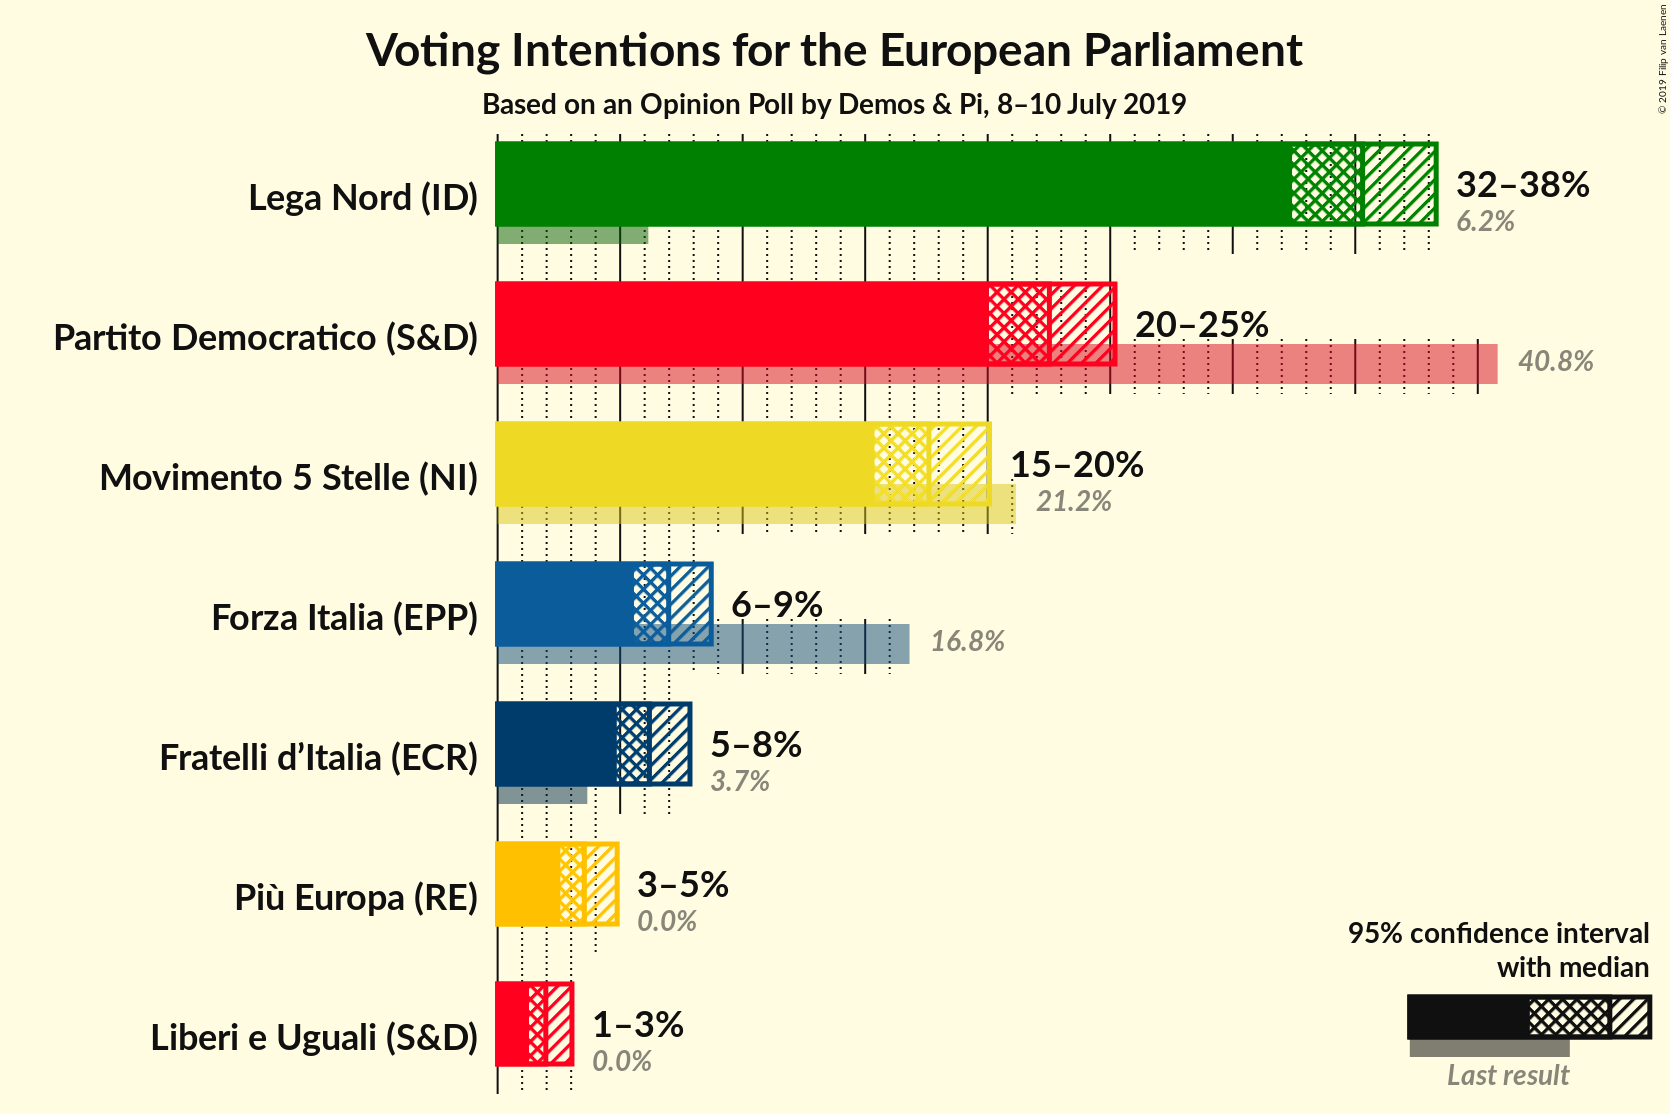 Voting Intentions for the European Parliament
Based on an Opinion Poll by Demos & Pi, 8–10 July 2019
© 2019 Filip van Laenen
Lega Nord (ID)
32–38%
6.2%
Partito Democratico (S&D)
20–25%
40.8%
Movimento 5 Stelle (NI)
15–20%
21.2%
Forza Italia (EPP)
6–9%
16.8%
Fratelli d’Italia (ECR)
5–8%
3.7%
Più Europa (RE)
3–5%
0.0%
Liberi e Uguali (S&D)
1–3%
0.0%
95% confidence interval
with median
Last result